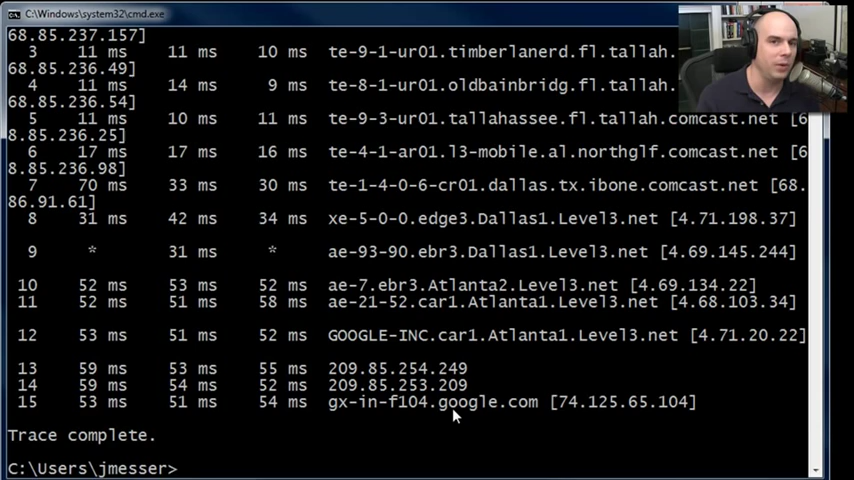 C:\Windows\system32\cmd.exe
68.85.237.157]
3 11 ms 11 ms 10 ms te-9-1-ur01.timberlanerd.fl.tallah.
68.85.236.49]
4 11 ms 14 ms 9 ms te-8-1-ur01.oldbainbridg.fl.tallah.
68.85.236.54]
5 11 ms 10 ms 11 ms te-9-3-ur01.tallahassee.fl.tallah.comcast.net [6
8.85.236.25]
6 17 ms 17 ms 16 ms te-4-1-ar01.l3-mobile.al.northglf.comcast.net [6
8.85.236.98]
7 70 ms 33 ms 30 ms te-1-4-0-6-cr01.dallas.tx.ibone.comcast.net [68.
86.91.61]
8 31 ms 42 ms 34 ms xe-5-0-0.edge3.Dallas1.Level3.net [4.71.198.37]
9 * 31 ms * ae-93-90.ebr3.Dallas1.Level3.net [4.69.145.244]
10 52 ms 53 ms 52 ms ae-7.ebr3.Atlanta2.Level3.net [4.69.134.22]
11 52 ms 51 ms 58 ms ae-21-52.car1.Atlanta1.Level3.net [4.68.103.34]
12 53 ms 51 ms 52 ms GOOGLE-INC.car1.Atlanta1.Level3.net [4.71.20.22]
13 59 ms 53 ms 55 ms 209.85.254.249
14 59 ms 54 ms 52 ms 209.85.253.209
15 53 ms 51 ms 54 ms gx-in-f104.google.com [74.125.65.104]
Trace complete.
C:\Users\jmesser>